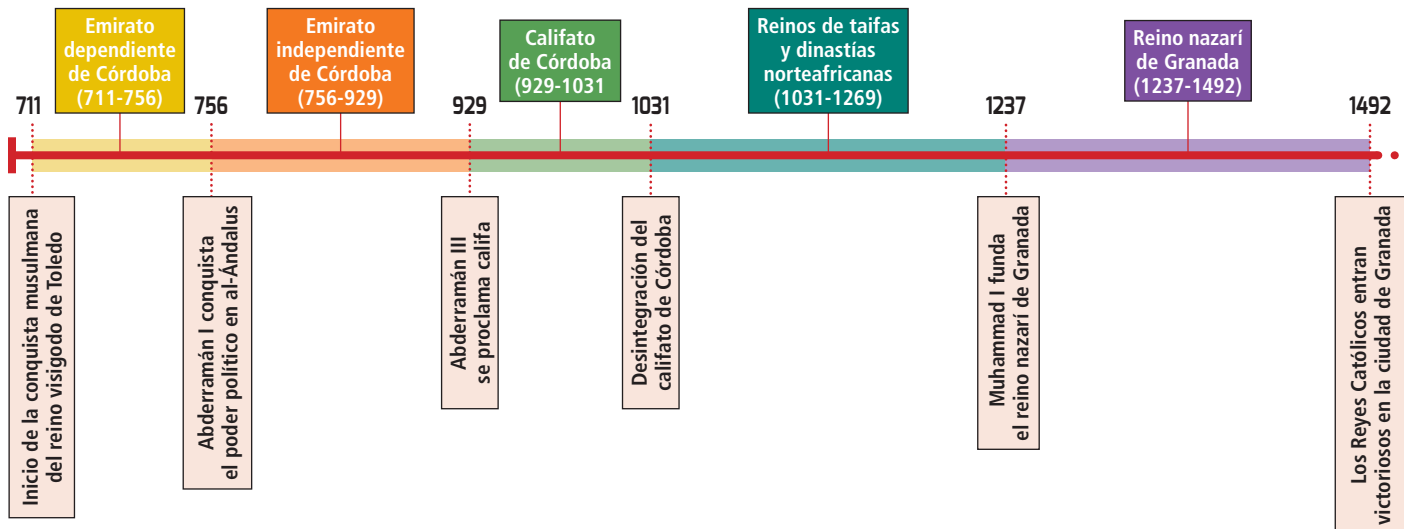 Emirato
dependiente
de Córdoba
(711-756)
Emirato
independiente
de Córdoba
(756-929)
Califato
de Córdoba
(929-1031
Reinos de taifas
y dinastías
norteafricanas
(1031-1269)
Reino nazarí
de Granada
(1237-1492)
711
756
929
1031
1237
1492
Inicio de la conquista musulmana
del reino visigodo de Toledo
Abderramán I conquista
el poder político en al-Ándalus
Abderramán III
se proclama califa
Desintegración del
califato de Córdoba
Muhammad I funda
el reino nazarí de Granada
Los Reyes Católicos entran
victoriosos en la ciudad de Granada